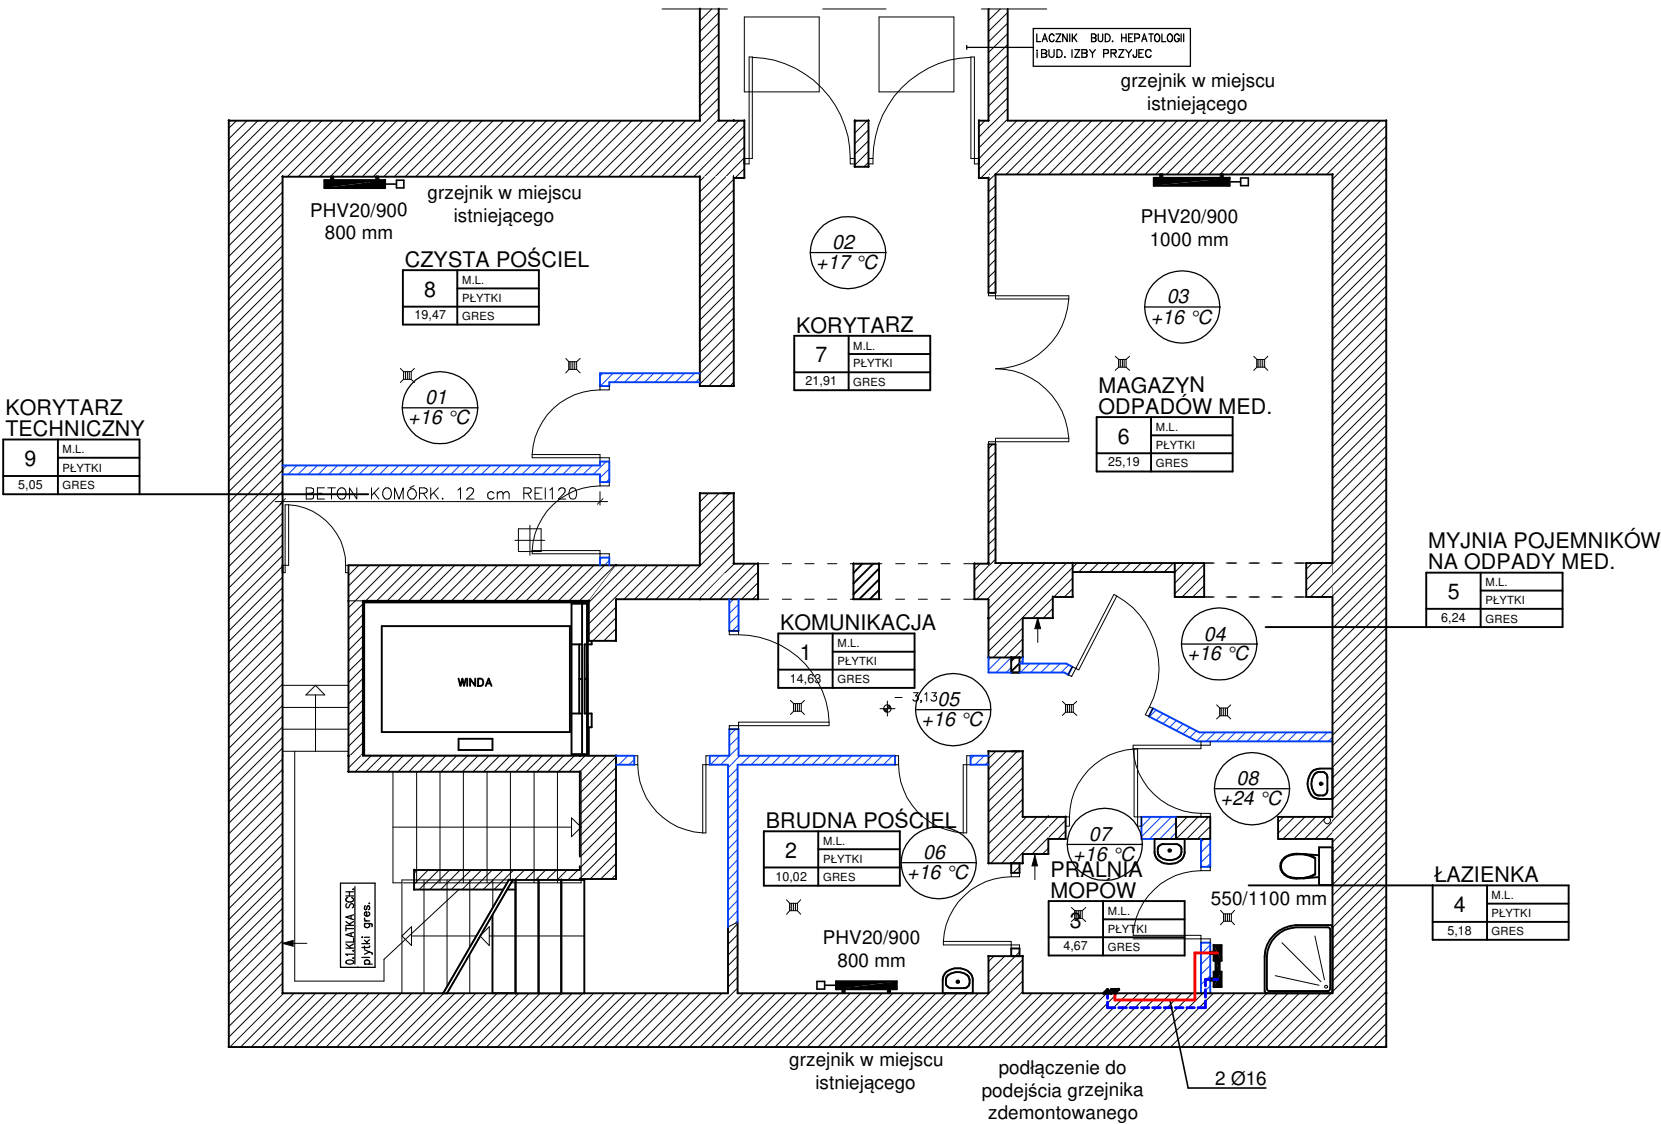 LACZNIK BUD. HEPATOLOGII
I BUD. IZBY PRZYJEC
grzejnik w miejscu
istniejącego
PHV20/900
800 mm
grzejnik w miejscu
istniejącego
CZYSTA POŚCIEL
8
M.L.
PŁYTKI
19,47
GRES
01
+16 °C
02
+17 °C
KORYTARZ
7
M.L.
PŁYTKI
21,91
GRES
PHV20/900
1000 mm
03
+16 °C
MAGAZYN
ODPADÓW MED.
6
M.L.
PŁYTKI
25,19
GRES
KORYTARZ
TECHNICZNY
9
M.L.
PŁYTKI
5,05
GRES
BETON KOMÓRK. 12 cm REI120
MYJNIA POJEMNIKÓW
NA ODPADY MED.
5
M.L.
PŁYTKI
6,24
GRES
04
+16 °C
KOMUNIKACJA
1
M.L.
PŁYTKI
14,63
GRES
3,13
05
+16 °C
WINDA
08
+24 °C
BRUDNA POŚCIEL
2
M.L.
PŁYTKI
10,02
GRES
06
+16 °C
07
+16 °C
PRALNIA
MOPÓW
3
M.L.
PŁYTKI
4,67
GRES
550/1100 mm
ŁAZIENKA
4
M.L.
PŁYTKI
5,18
GRES
0.1.KLATKA SCH.
płytki gres.
PHV20/900
800 mm
grzejnik w miejscu
istniejącego
podłączenie do
podejścia grzejnika
zdemontowanego
2 Ø16